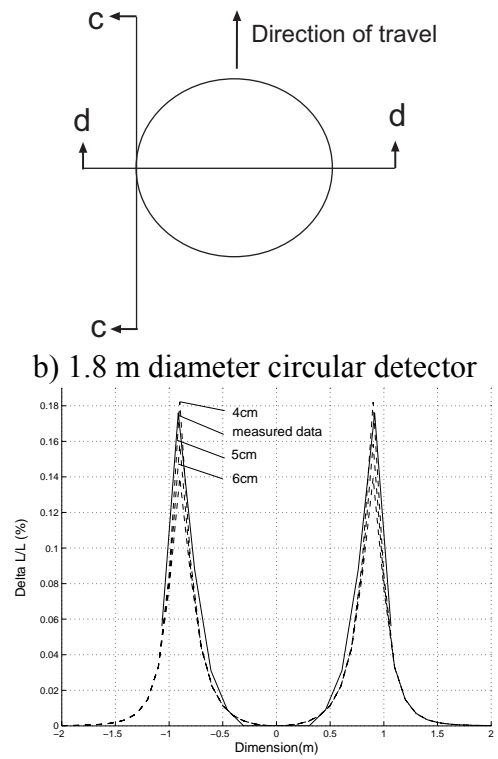 c
Direction of travel
d d
c
b) 1.8 m diameter circular detector
0.18
4cm
measured data
0.16
5cm
0.14
6cm
0.12
0.1
0.08
0.06
0.04
0.02
0
Delta L/L (%)
−2 −1.5 −1 −0.5 0 0.5 1 1.5 2
Dimension(m)